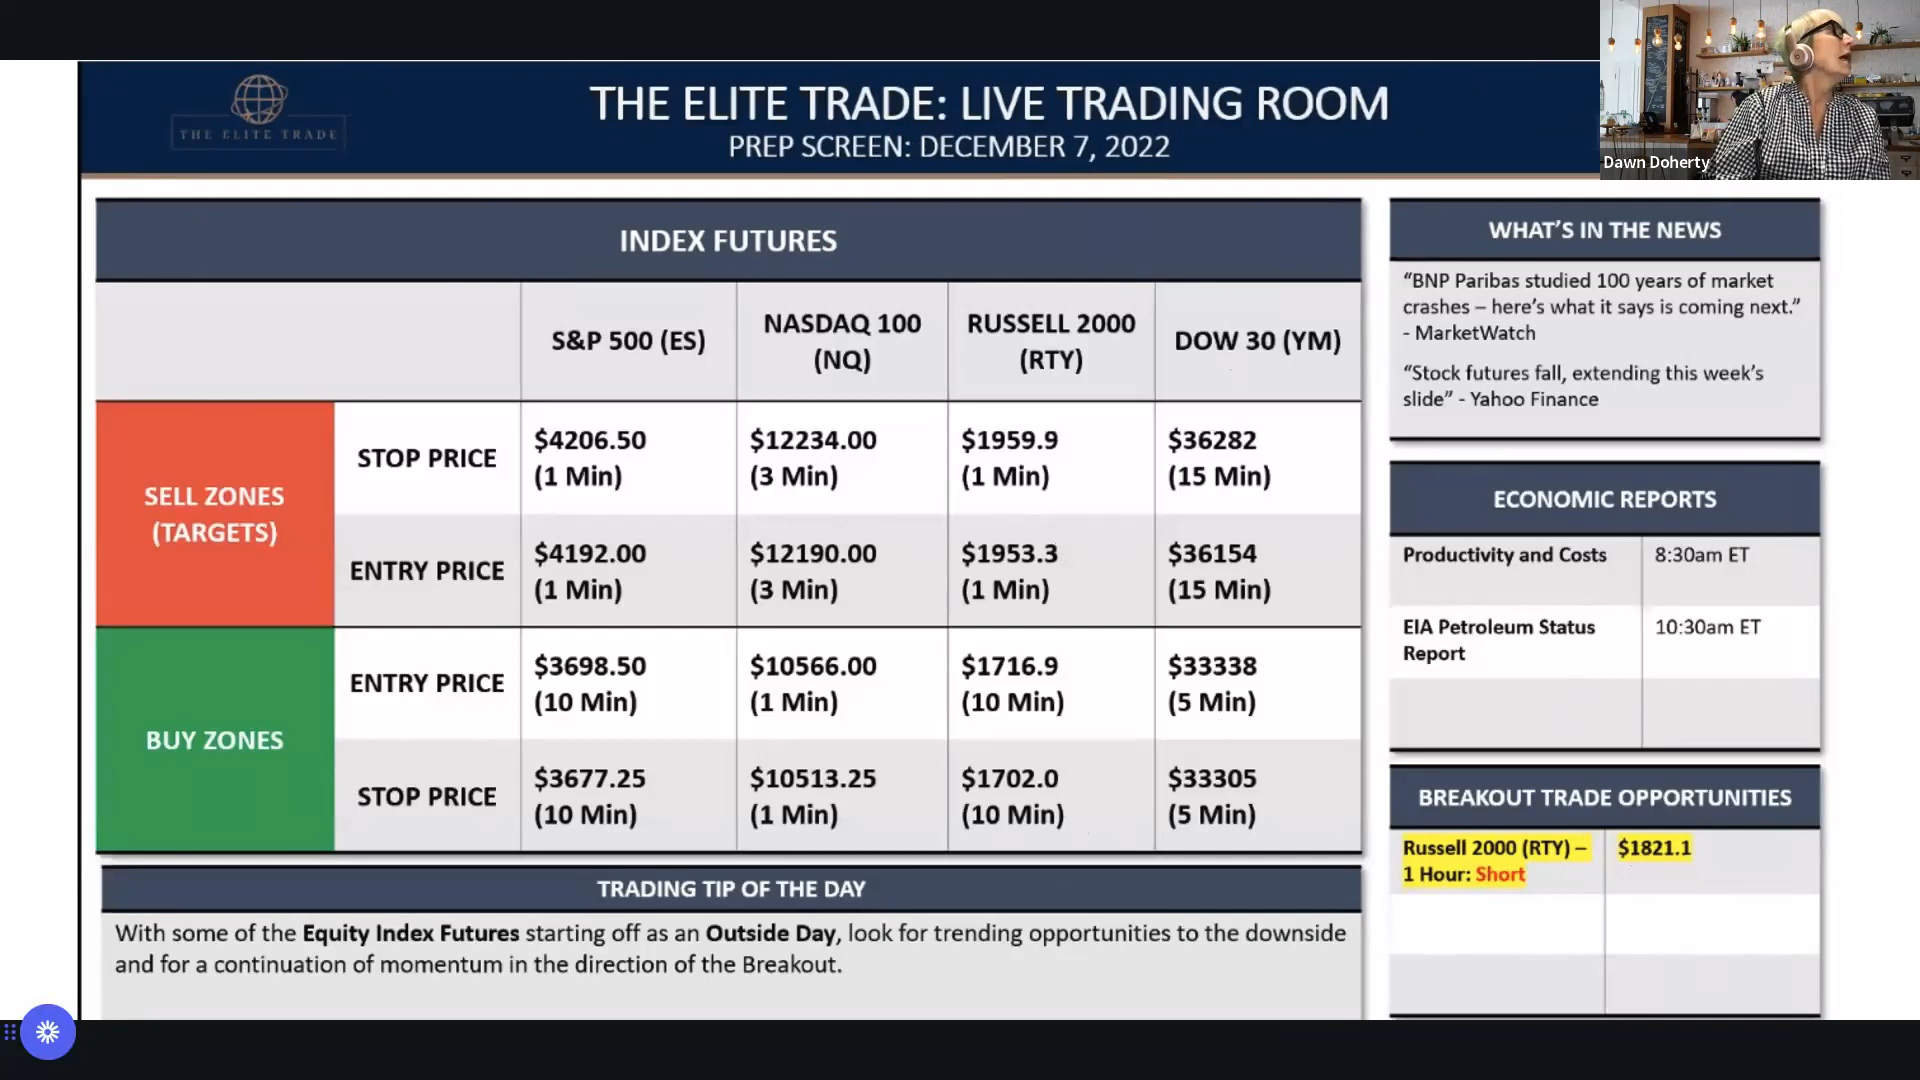 THE ELITE TRADE
THE ELITE TRADE: LIVE TRADING ROOM
PREP SCREEN: DECEMBER 7, 2022
Dawn Doherty
INDEX FUTURES
S&P 500 (ES)
NASDAQ 100
(NQ)
RUSSELL 2000
(RTY)
DOW 30 (YM)
SELL ZONES
(TARGETS)
STOP PRICE
$4206.50
(1 Min)
$12234.00
(3 Min)
$1959.9
(1 Min)
$36282
(15 Min)
ENTRY PRICE
$4192.00
(1 Min)
$12190.00
(3 Min)
$1953.3
(1 Min)
$36154
(15 Min)
BUY ZONES
ENTRY PRICE
$3698.50
(10 Min)
$10566.00
(1 Min)
$1716.9
(10 Min)
$33338
(5 Min)
STOP PRICE
$3677.25
(10 Min)
$10513.25
(1 Min)
$1702.0
(10 Min)
$33305
(5 Min)
TRADING TIP OF THE DAY
With some of the Equity Index Futures starting off as an Outside Day, look for trending opportunities to the downside
and for a continuation of momentum in the direction of the Breakout.
WHAT’S IN THE NEWS
“BNP Paribas studied 100 years of market
crashes – here’s what it says is coming next.”
- MarketWatch
“Stock futures fall, extending this week’s
slide” - Yahoo Finance
ECONOMIC REPORTS
Productivity and Costs
8:30am ET
EIA Petroleum Status
Report
10:30am ET
BREAKOUT TRADE OPPORTUNITIES
Russell 2000 (RTY) –
1 Hour: Short
$1821.1